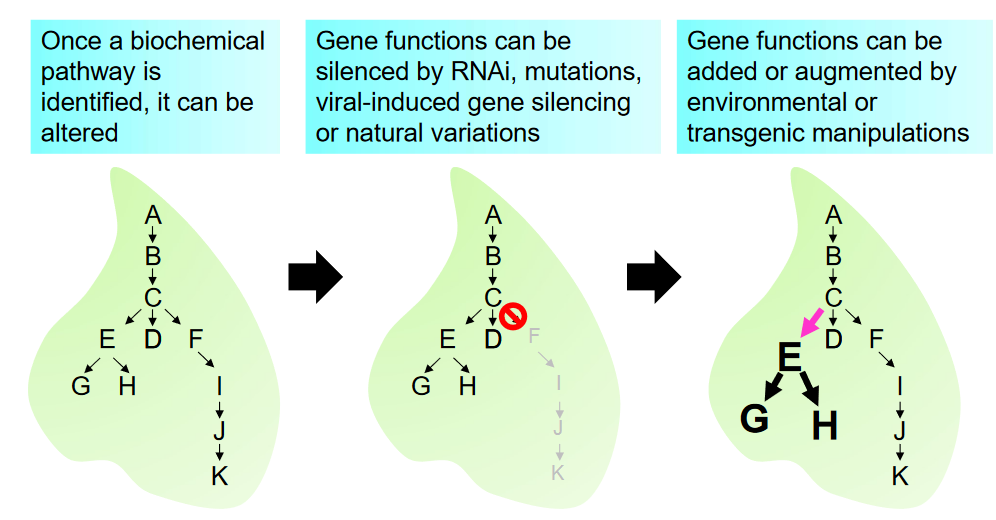 Once a biochemical
pathway is
identified, it can be
altered
Gene functions can be
silenced by RNAi, mutations,
viral-induced gene silencing
or natural variations
Gene functions can be
added or augmented by
environmental or
transgenic manipulations
A
B
C
E D F
G H I
J
K
A
B
C
E D F
G H I
J
K
A
B
C
E D F
G H I
J
K